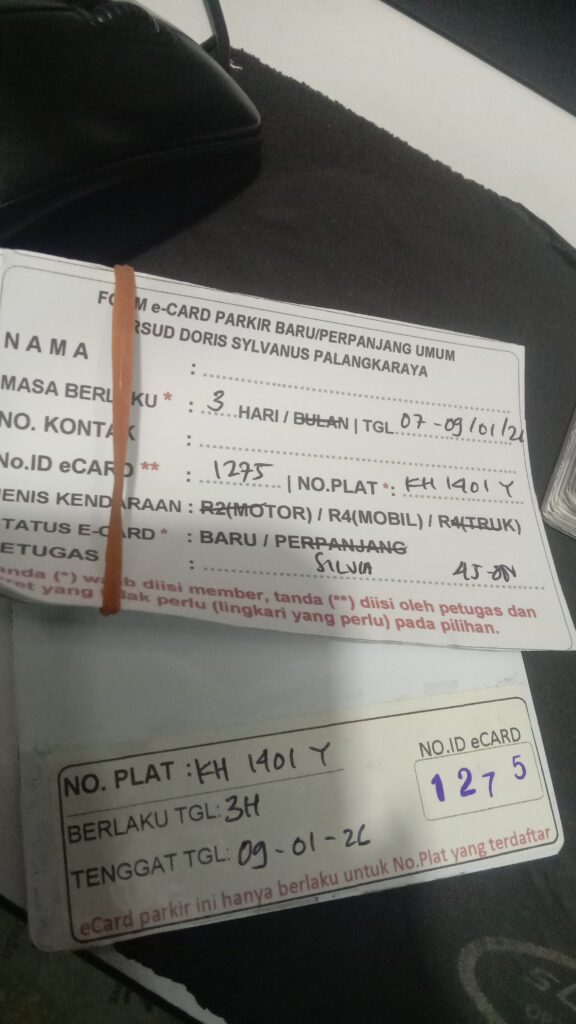 FORM e-CARD PARKIR BARU/PERPANJANG UMUM
RSUD DORIS SYLVANUS PALANGKARAYA
NAMA :
MASA BERLAKU * : 3 HARI / BULAN | TGL 07-09/01/26
NO. KONTAK :
No.ID eCARD ** : 1275 | NO.PLAT *: KH 1401 Y
JENIS KENDARAAN : R2(MOTOR) / R4(MOBIL) / R4(TRUK)
STATUS E-CARD * : BARU / PERPANJANG
PETUGAS : SILVIA
Tanda (*) wajib diisi member, tanda (**) diisi oleh petugas dan
coret yang tidak perlu (lingkari yang perlu) pada pilihan.
NO. PLAT : KH 1401 Y
NO.ID eCARD
1275
BERLAKU TGL: 3H
TENGGAT TGL: 09-01-26
eCard parkir ini hanya berlaku untuk No.Plat yang terdaftar